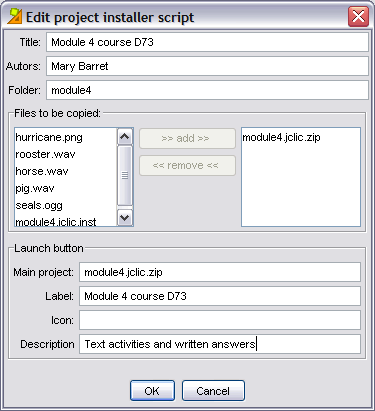 Edit project installer script
Title: Module 4 course D73
Autors: Mary Barret
Folder: module4
Files to be copied:
hurricane.png
rooster.wav
horse.wav
pig.wav
seals.ogg
module4.jclic.inst
>> add >>
<< remove <<
module4.jclic.zip
Launch button
Main project: module4.jclic.zip
Label: Module 4 course D73
Icon:
Description Text activities and written answers
OK Cancel